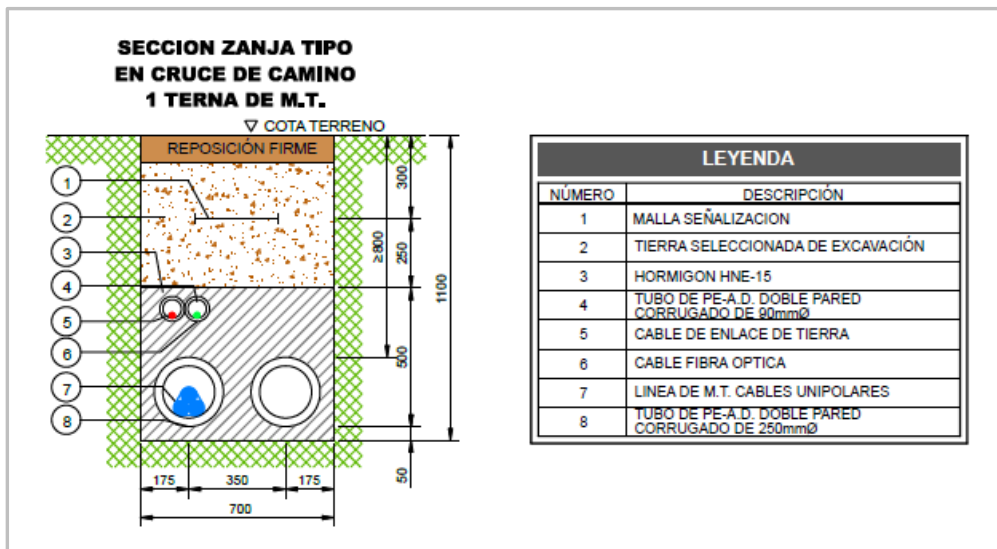 SECCION ZANJA TIPO
EN CRUCE DE CAMINO
1 TERNA DE M.T.
COTA TERRENO
REPOSICIÓN FIRME
1
2
3
4
5
6
7
8
300
250
≥800
500
1100
50
175
350
175
700
LEYENDA
NÚMERO DESCRIPCIÓN
1 MALLA SEÑALIZACION
2 TIERRA SELECCIONADA DE EXCAVACIÓN
3 HORMIGON HNE-15
4 TUBO DE PE-A.D. DOBLE PARED
CORRUGADO DE 90mmØ
5 CABLE DE ENLACE DE TIERRA
6 CABLE FIBRA OPTICA
7 LINEA DE M.T. CABLES UNIPOLARES
8 TUBO DE PE-A.D. DOBLE PARED
CORRUGADO DE 250mmØ